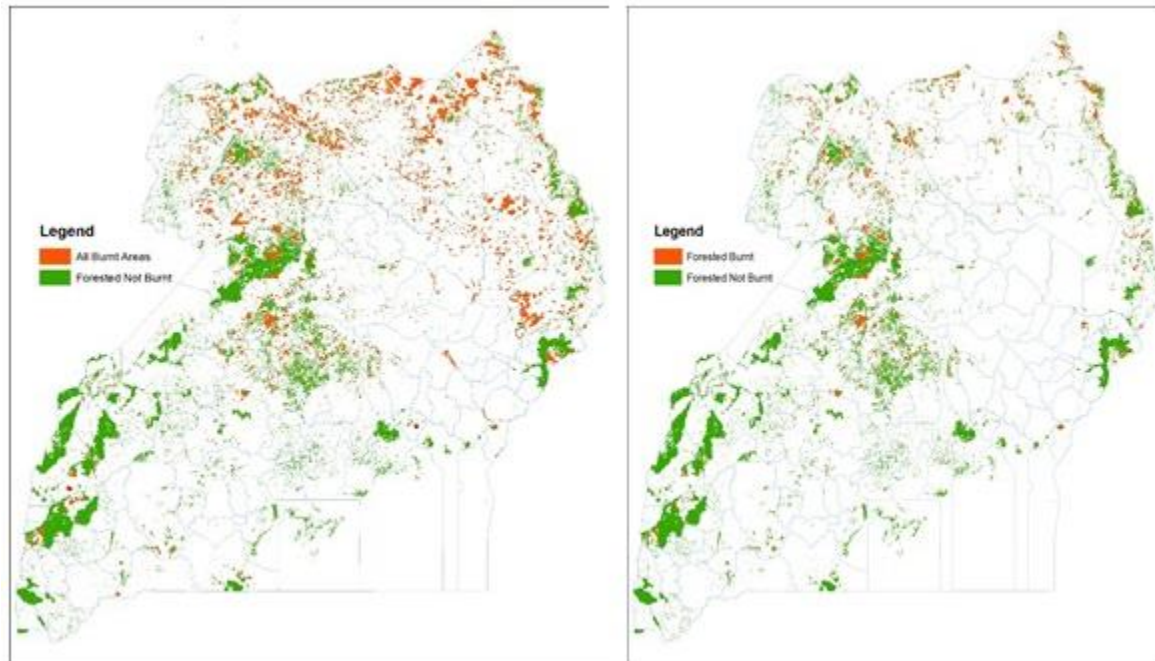 Legend
All Burnt Areas
Forested Not Burnt
Legend
Forested Burnt
Forested Not Burnt